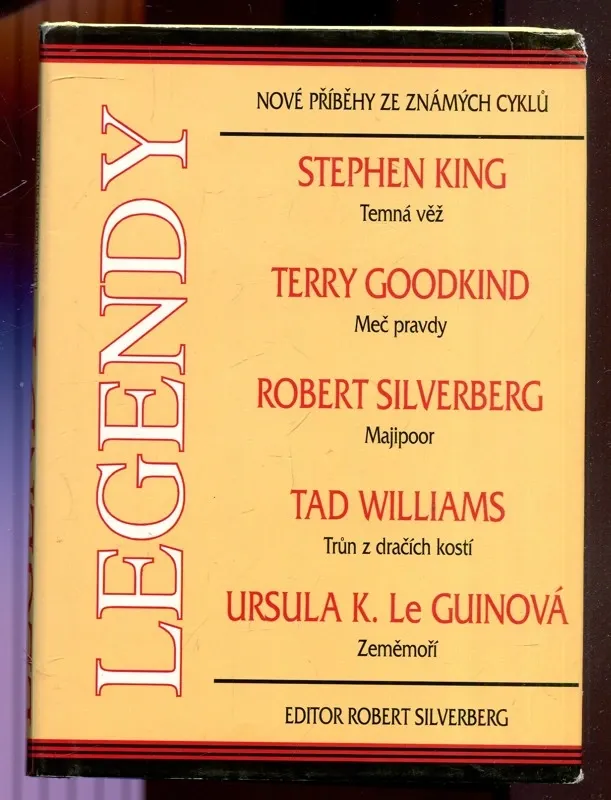 LEGENDY
NOVÉ PŘÍBĚHY ZE ZNÁMÝCH CYKLŮ
STEPHEN KING
Temná věž
TERRY GOODKIND
Meč pravdy
ROBERT SILVERBERG
Majipoor
TAD WILLIAMS
Trůn z dračích kostí
URSULA K. Le GUINOVÁ
Zeměmoří
EDITOR ROBERT SILVERBERG